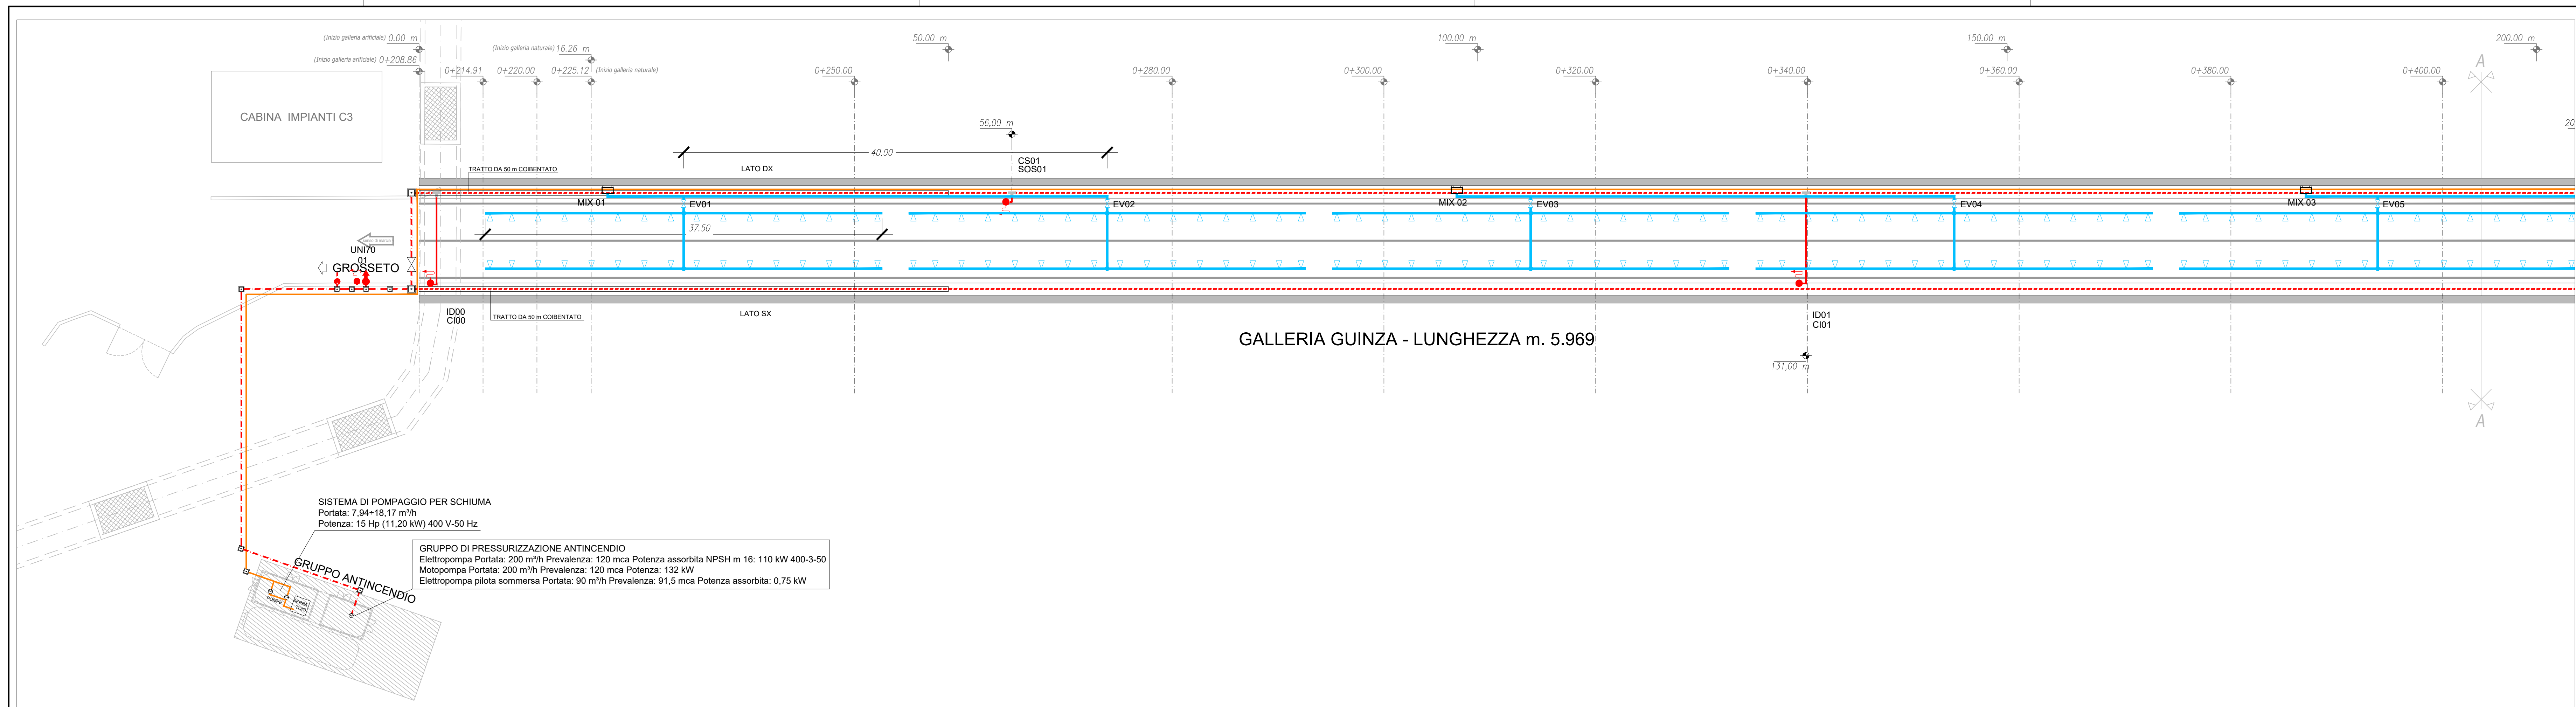 (Inizio galleria arificiale) 0.00 m
(Inizio galleria naturale) 16.26 m
50.00 m
100.00 m
150.00 m
200.00 m
(Inizio galleria arificiale) 0+208.86
0+214.91
0+220.00
0+225.12 (Inizio galleria naturale)
0+250.00
0+280.00
0+300.00
0+320.00
0+340.00
0+360.00
0+380.00
0+400.00
A
CABINA IMPIANTI C3
56,00 m
20
40.00
CS01
SOS01
TRATTO DA 50 m COIBENTATO
LATO DX
MIX 01
EV01
EV02
MIX 02
EV03
EV04
MIX 03
EV05
37.50
UNI70
01
GROSSETO
ID00
CI00
TRATTO DA 50 m COIBENTATO
LATO SX
ID01
CI01
GALLERIA GUINZA - LUNGHEZZA m. 5.969
131,00 m
A
SISTEMA DI POMPAGGIO PER SCHIUMA
Portata: 7,94÷18,17 m³/h
Potenza: 15 Hp (11,20 kW) 400 V-50 Hz
GRUPPO DI PRESSURIZZAZIONE ANTINCENDIO
Elettropompa Portata: 200 m³/h Prevalenza: 120 mca Potenza assorbita NPSH m 16: 110 kW 400-3-50
Motopompa Portata: 200 m³/h Prevalenza: 120 mca Potenza: 132 kW
Elettropompa pilota sommersa Portata: 90 m³/h Prevalenza: 91,5 mca Potenza assorbita: 0,75 kW
GRUPPO ANTINCENDIO
POMPE